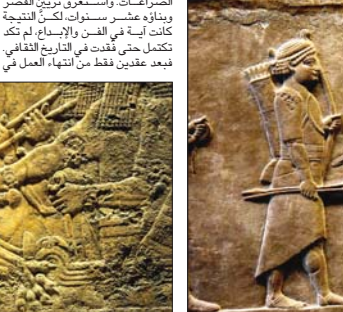 الصراعات. واستغرق تزيين القصر
وبناؤه عشر سنوات، لكنَّ النتيجة
كانت آية في الفن والإبداع، لم تكد
تكتمل حتى فُقدت في التاريخ الثقافي.
فبعد عقدين فقط من انتهاء العمل في